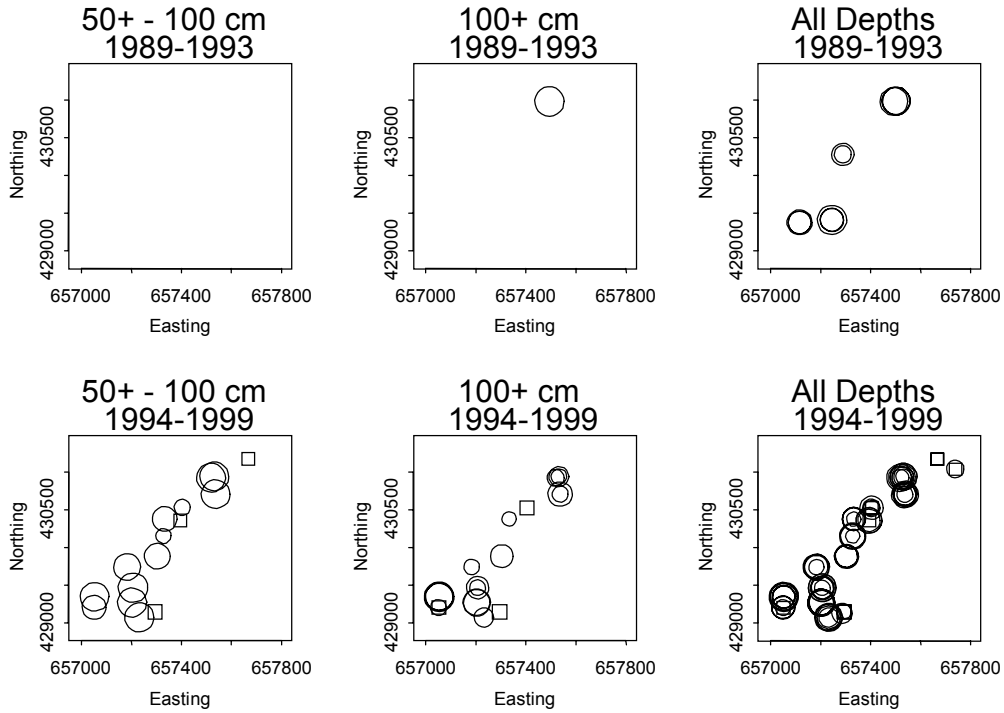 50+ - 100 cm
1989-1993
Northing
430500
429000
657000 657400 657800
Easting
100+ cm
1989-1993
Northing
430500
429000
657000 657400 657800
Easting
All Depths
1989-1993
Northing
430500
429000
657000 657400 657800
Easting
50+ - 100 cm
1994-1999
Northing
430500
429000
657000 657400 657800
Easting
100+ cm
1994-1999
Northing
430500
429000
657000 657400 657800
Easting
All Depths
1994-1999
Northing
430500
429000
657000 657400 657800
Easting